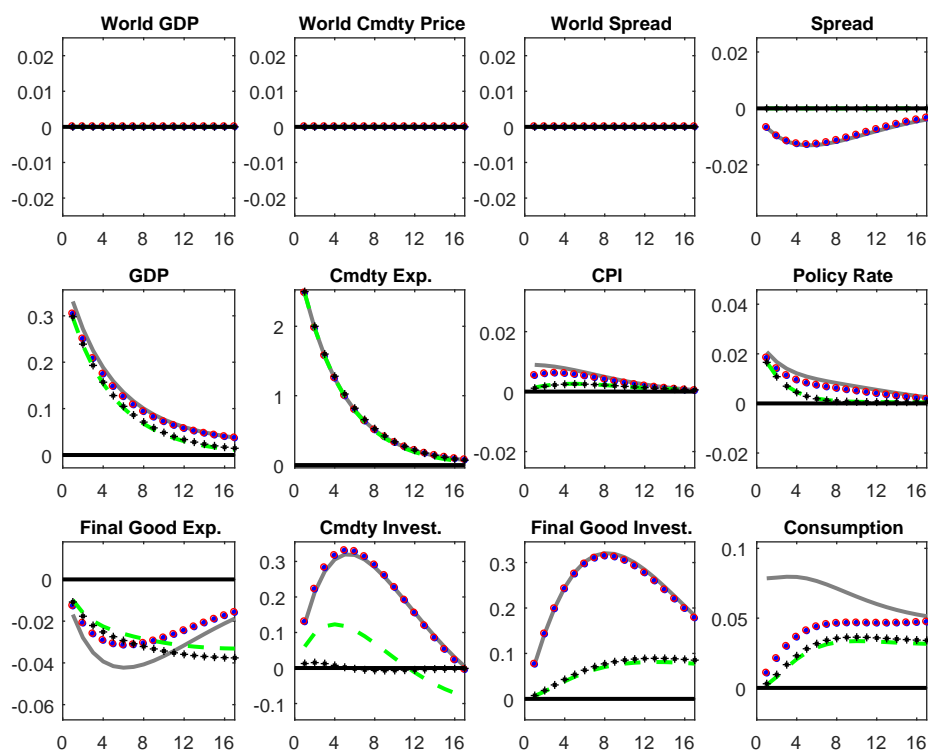 World GDP
World Cmdty Price
World Spread
Spread
0.02
0.01
0
-0.01
-0.02
0 4 8 12 16
0.02
0.01
0
-0.01
-0.02
0 4 8 12 16
0.02
0.01
0
-0.01
-0.02
0 4 8 12 16
0.02
0
-0.02
0 4 8 12 16
GDP
Cmdty Exp.
CPI
Policy Rate
0.3
0.2
0.1
0
0 4 8 12 16
2
1
0
0 4 8 12 16
0.02
0
-0.02
0 4 8 12 16
0.04
0.02
0
-0.02
0 4 8 12 16
Final Good Exp.
Cmdty Invest.
Final Good Invest.
Consumption
0
-0.02
-0.04
-0.06
0 4 8 12 16
0.3
0.2
0.1
0
-0.1
0 4 8 12 16
0.3
0.2
0.1
0
0 4 8 12 16
0.1
0.05
0
0 4 8 12 16